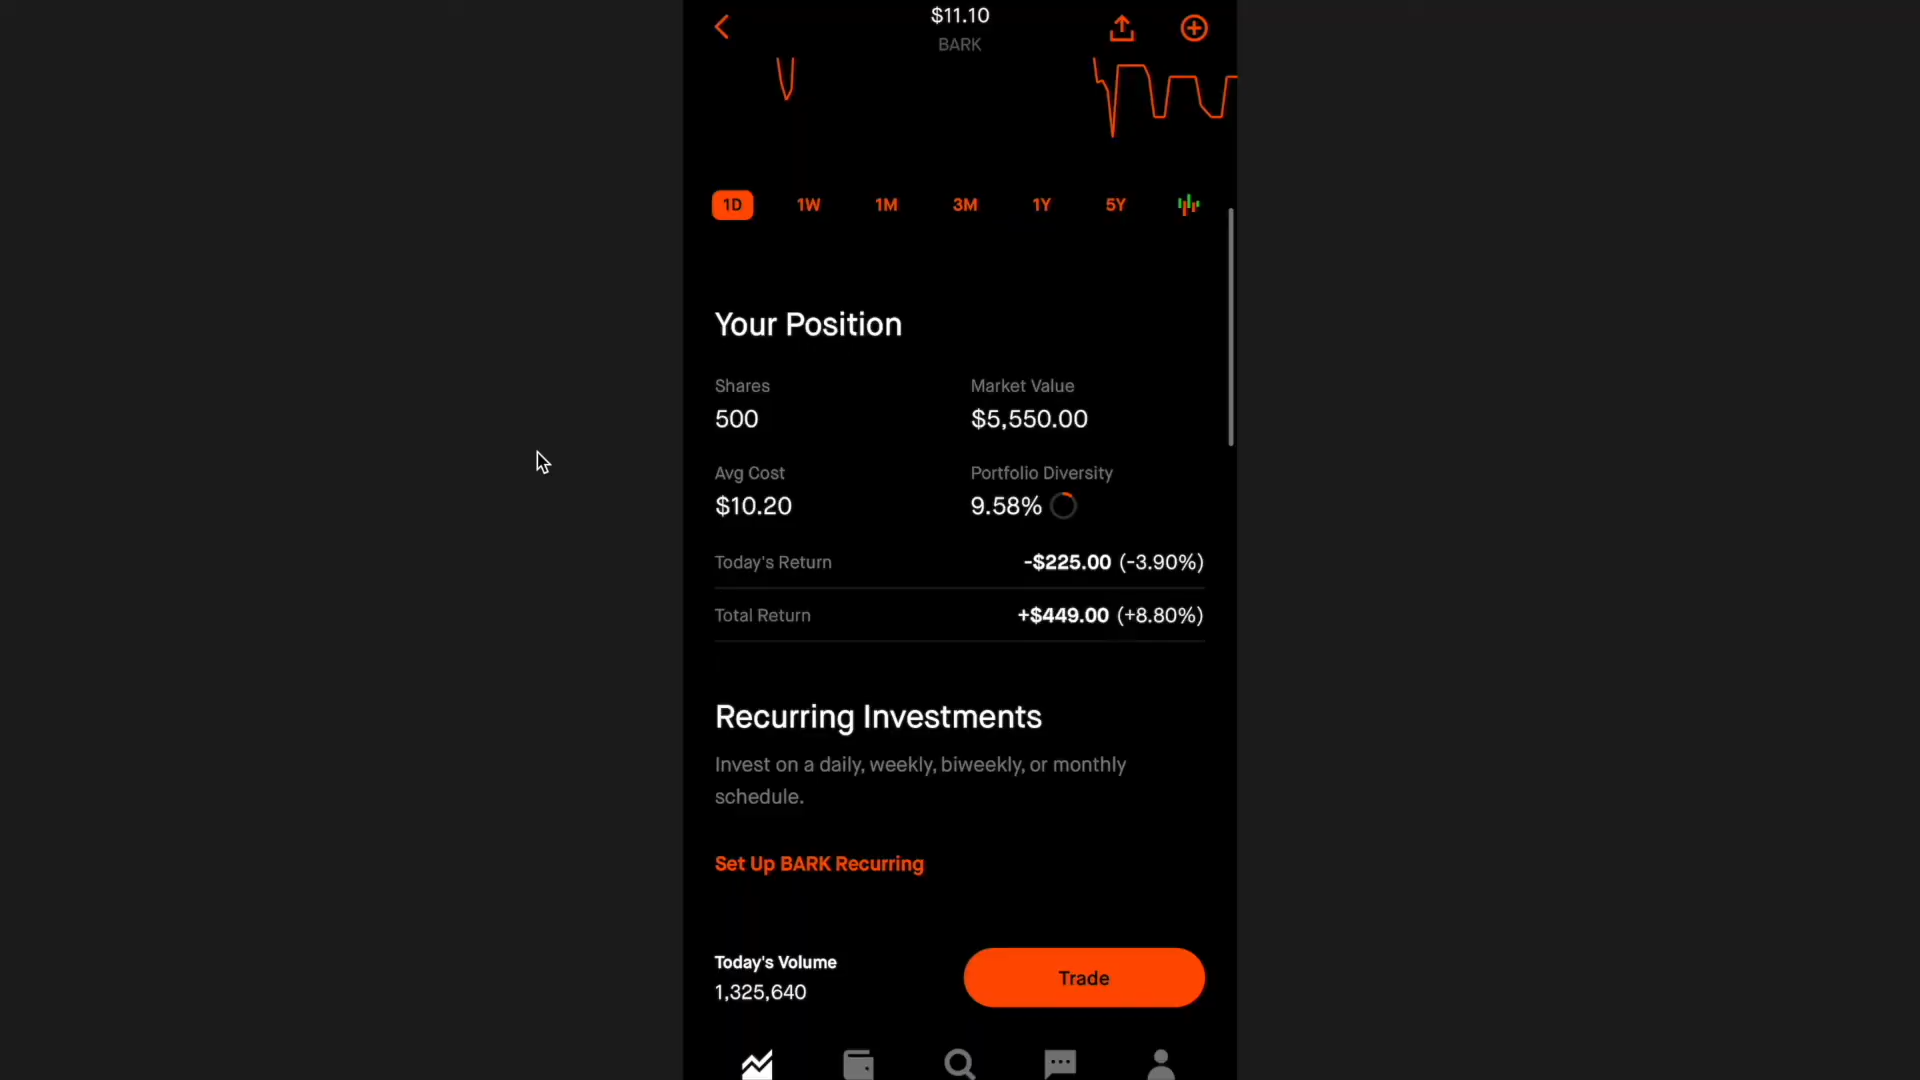 $11.10
BARK
1D 1W 1M 3M 1Y 5Y
Your Position
Shares Market Value
500 $5,550.00
Avg Cost Portfolio Diversity
$10.20 9.58%
Today's Return -$225.00 (-3.90%)
Total Return +$449.00 (+8.80%)
Recurring Investments
Invest on a daily, weekly, biweekly, or monthly
schedule.
Set Up BARK Recurring
Today's Volume
1,325,640
Trade